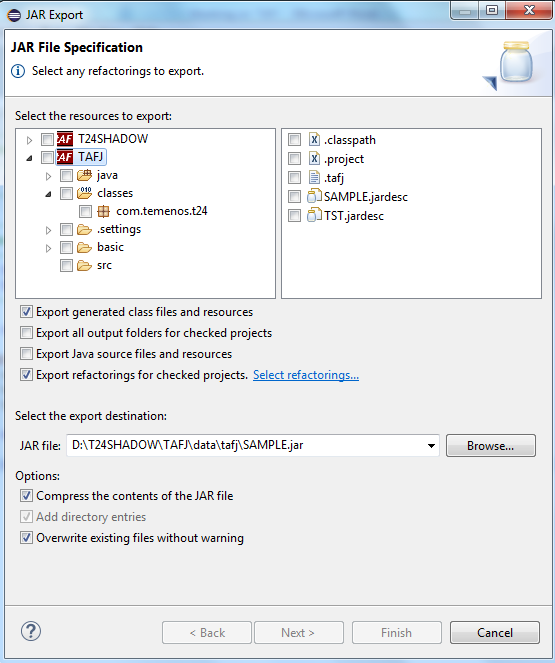 JAR Export
JAR File Specification
Select any refactorings to export.
Select the resources to export:
T24SHADOW
TAFJ
java
classes
com.temenos.t24
.settings
basic
src
.classpath
.project
.tafj
SAMPLE.jardesc
TST.jardesc
Export generated class files and resources
Export all output folders for checked projects
Export Java source files and resources
Export refactorings for checked projects. Select refactorings...
Select the export destination:
JAR file: D:\T24SHADOW\TAFJ\data\tafj\SAMPLE.jar Browse...
Options:
Compress the contents of the JAR file
Add directory entries
Overwrite existing files without warning
? < Back Next > Finish Cancel